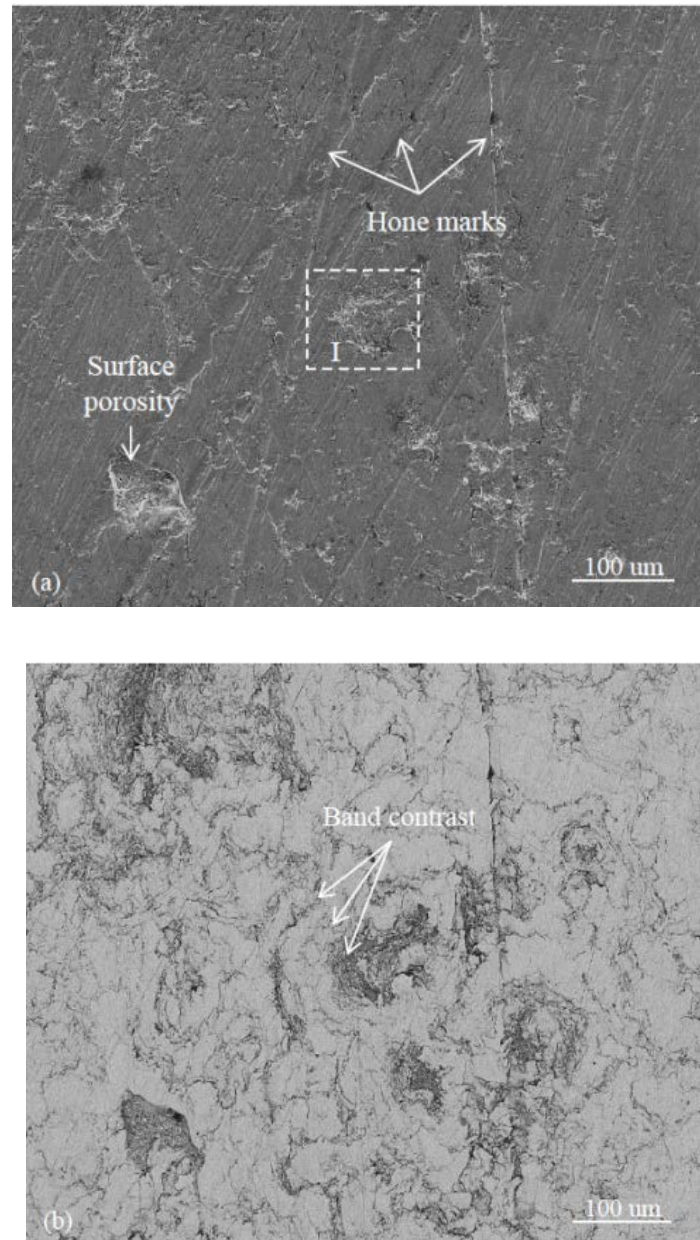 Hone marks
I
Surface
porosity
(a)
100 um
Band contrast
(b)
100 um